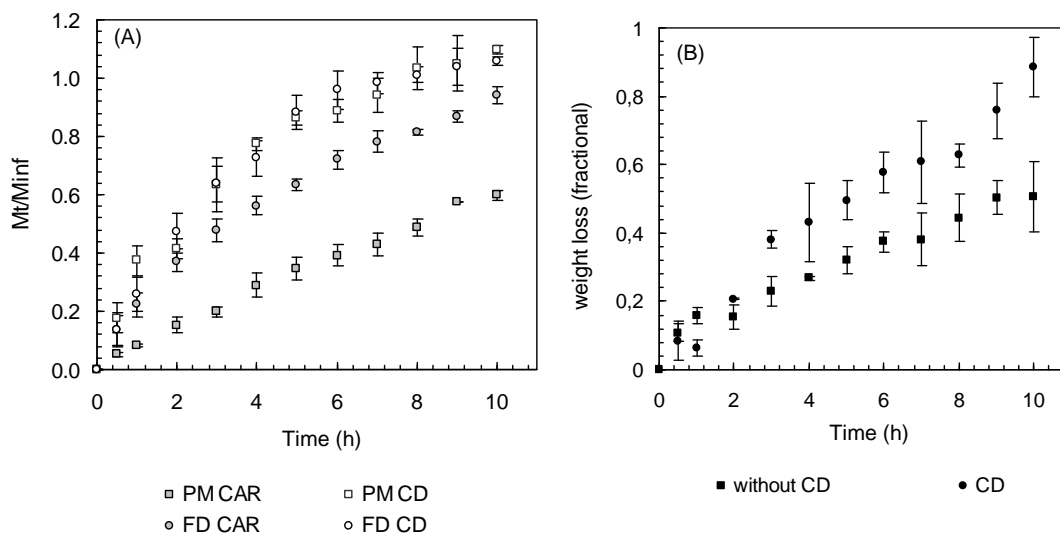 (A)
Mt/Minf
1.2
1.0
0.8
0.6
0.4
0.2
0.0
0 2 4 6 8 10
Time (h)
PM CAR PM CD
FD CAR FD CD
(B)
weight loss (fractional)
1
0,8
0,6
0,4
0,2
0
0 2 4 6 8 10
Time (h)
without CD CD